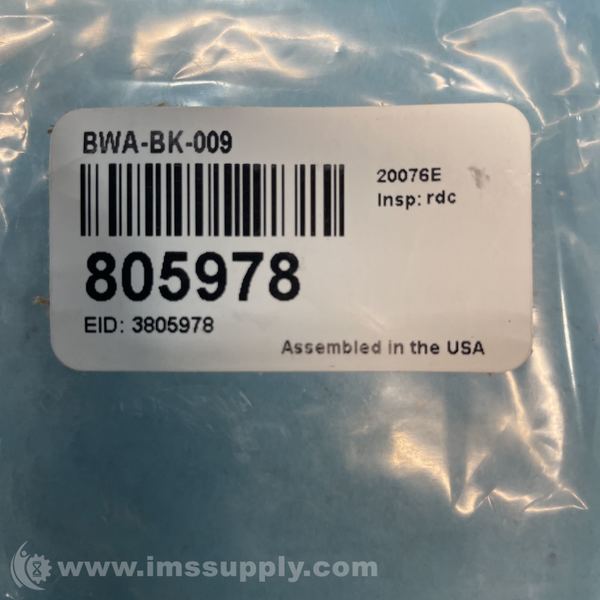 BWA-BK-009
20076E
Insp: rdc
805978
EID: 3805978
Assembled in the USA
www.imssupply.com